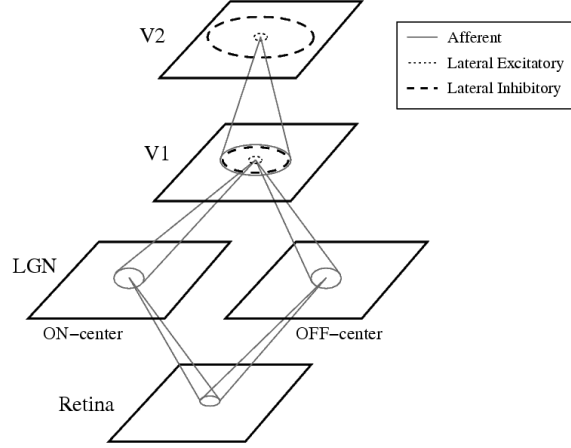 V2
Afferent
Lateral Excitatory
Lateral Inhibitory
V1
LGN
ON−center
OFF−center
Retina